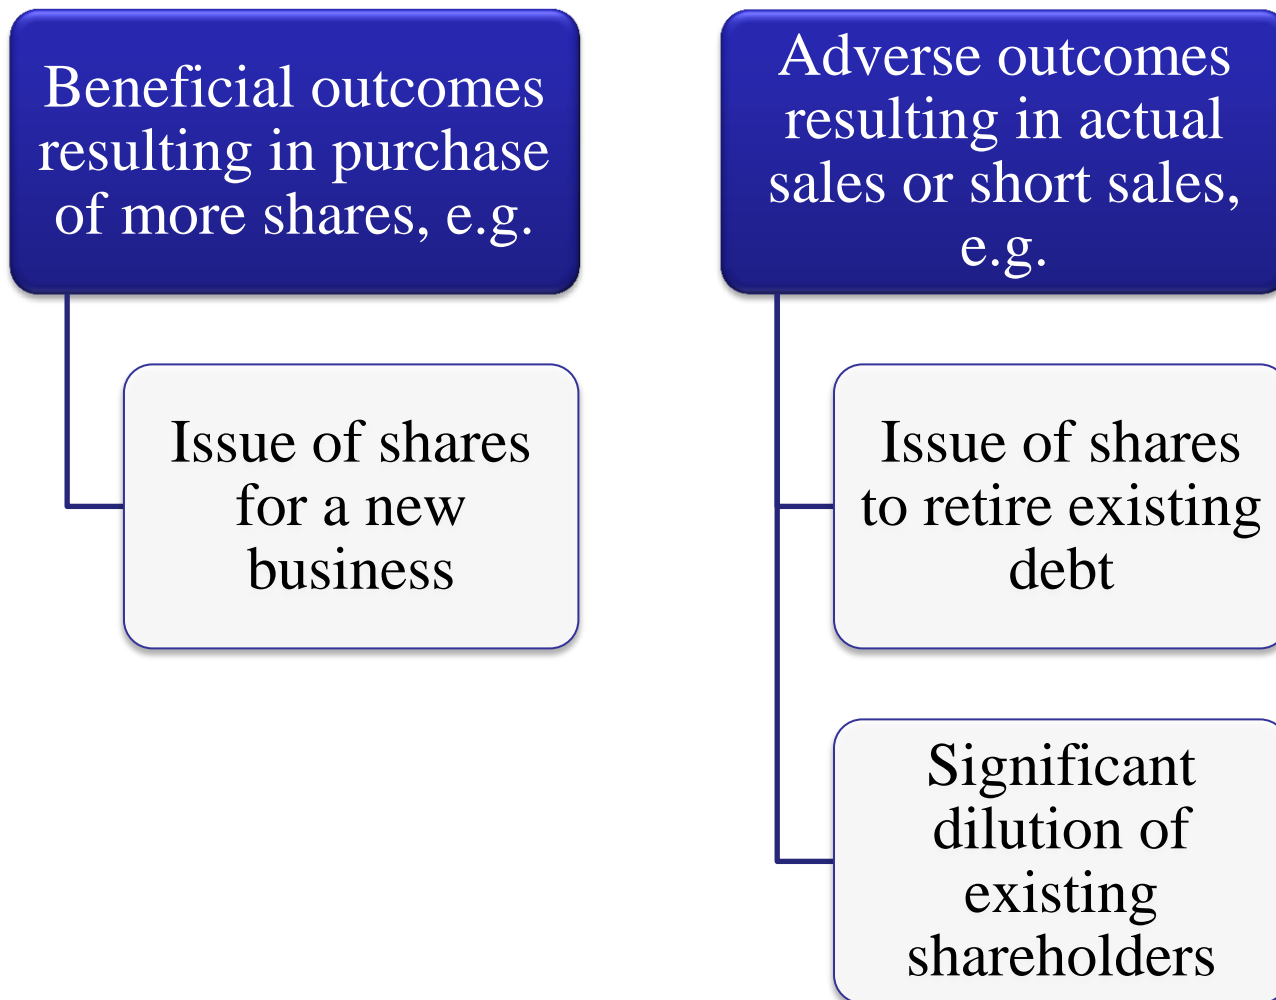 Beneficial outcomes
resulting in purchase
of more shares, e.g.
Issue of shares
for a new
business
Adverse outcomes
resulting in actual
sales or short sales,
e.g.
Issue of shares
to retire existing
debt
Significant
dilution of
existing
shareholders